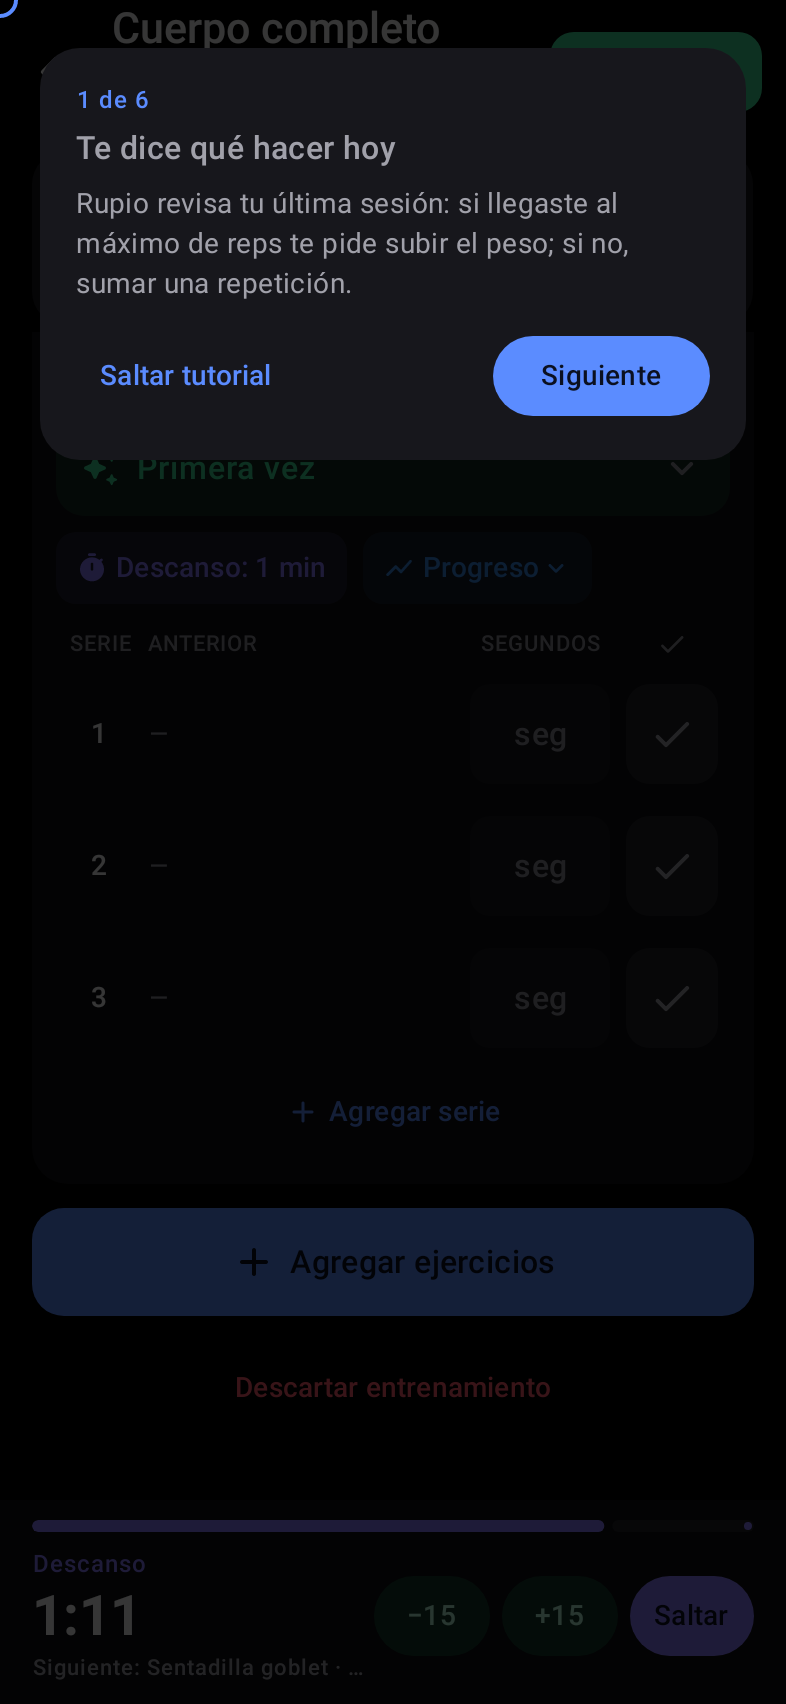 Cuerpo completo
1 de 6
Te dice qué hacer hoy
Rupio revisa tu última sesión: si llegaste al
máximo de reps te pide subir el peso; si no,
sumar una repetición.
Saltar tutorial
Siguiente
Primera vez
Descanso: 1 min
Progreso
SERIE ANTERIOR SEGUNDOS
1 — seg
2 — seg
3 — seg
+ Agregar serie
+ Agregar ejercicios
Descartar entrenamiento
Descanso
1:11
−15
+15
Saltar
Siguiente: Sentadilla goblet · …